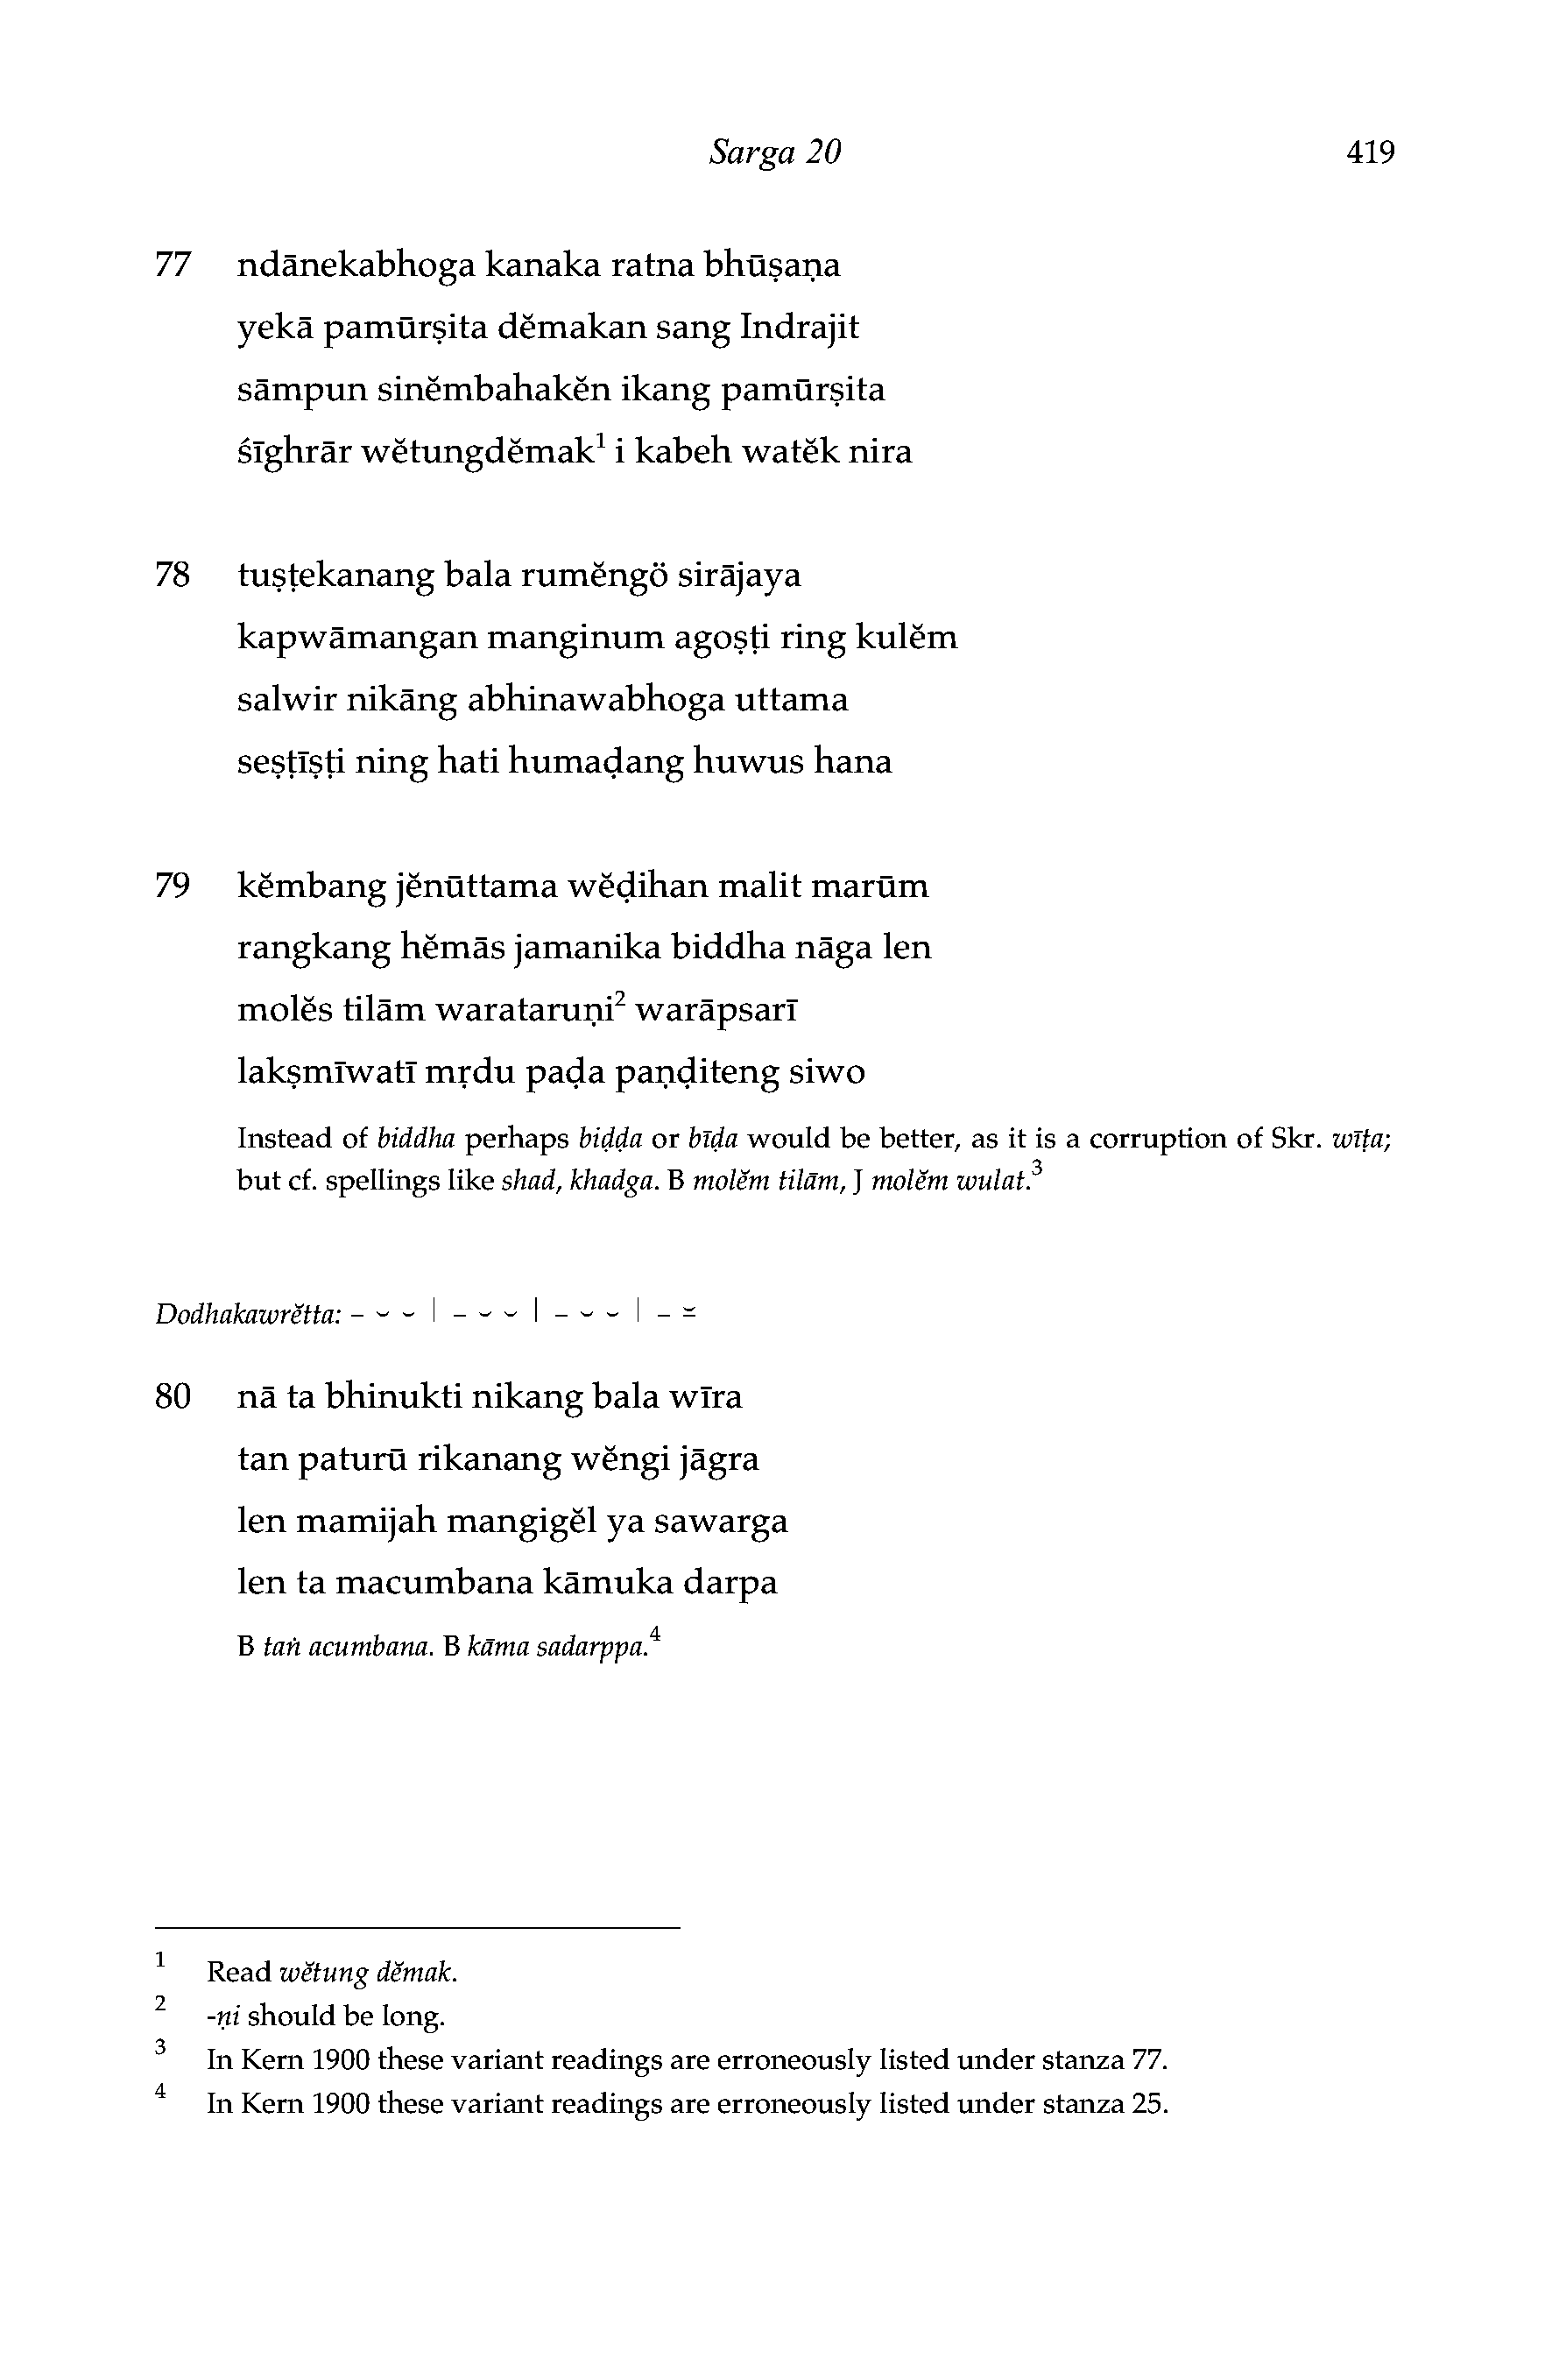 Sarga 20 419
77 ndānekabhoga kanaka ratna bhūṣaṇa
yekā pamūrṣita dĕmakan sang Indrajit
sāmpun sinĕmbahakĕn ikang pamūrṣita
śīghrār wĕtungdĕmak¹ i kabeh watĕk nira
78 tuṣṭekanang bala rumĕngö sirājaya
kapwāmangan manginum agoṣṭi ring kulĕm
salwir nikāng abhinawabhoga uttama
seṣṭīṣṭi ning hati humaḍang huwus hana
79 kĕmbang jĕnūttama wĕḍihan malit marūm
rangkang hĕmās jamanika biddha nāga len
molĕs tilām warataruṇi² warāpsarī
lakṣmīwatī mṛdu paḍa paṇḍiteng siwo
Instead of biddha perhaps biḍḍa or bīḍa would be better, as it is a corruption of Skr. wīṭa;
but cf. spellings like shad, khadga. B molĕm tilām, J molĕm wulat.³
Dodhakawrĕtta: – ⏑ ⏑ | – ⏑ ⏑ | – ⏑ ⏑ | – ⏓
80 nā ta bhinukti nikang bala wīra
tan paturū rikanang wĕngi jāgra
len mamijah mangigĕl ya sawarga
len ta macumbana kāmuka darpa
B taṅ acumbana. B kāma sadarppa.⁴
1 Read wĕtung dĕmak.
2 -ṇi should be long.
3 In Kern 1900 these variant readings are erroneously listed under stanza 77.
4 In Kern 1900 these variant readings are erroneously listed under stanza 25.